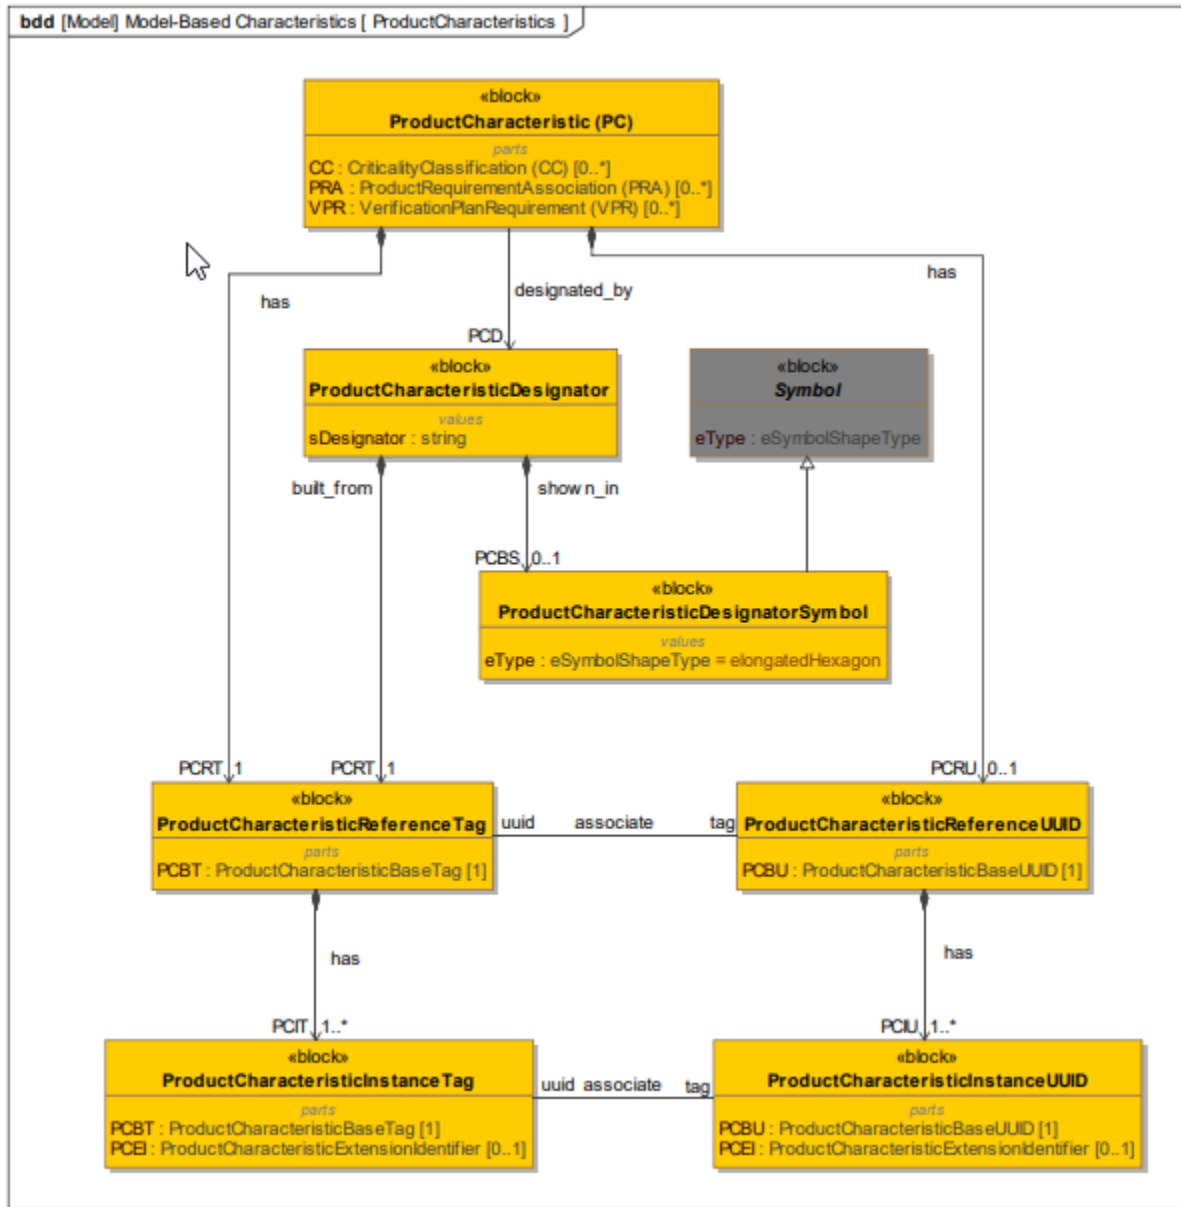 bdd [Model] Model-Based Characteristics [ ProductCharacteristics ]
«block»
ProductCharacteristic (PC)
parts
CC : CriticalityClassification (CC) [0..*]
PRA : ProductRequirementAssociation (PRA) [0..*]
VPR : VerificationPlanRequirement (VPR) [0..*]
has
designated_by
has
PCD
«block»
ProductCharacteristicDesignator
values
sDesignator : string
«block»
Symbol
eType : eSymbolShapeType
built_from
shown_in
PCBS 0..1
«block»
ProductCharacteristicDesignatorSymbol
values
eType : eSymbolShapeType = elongatedHexagon
PCRT 1
PCRT 1
PCRU 0..1
«block»
ProductCharacteristicReferenceTag
parts
PCBT : ProductCharacteristicBaseTag [1]
uuid associate tag
«block»
ProductCharacteristicReferenceUUID
parts
PCBU : ProductCharacteristicBaseUUID [1]
has
has
PCIT 1..*
PCIU 1..*
«block»
ProductCharacteristicInstanceTag
parts
PCBT : ProductCharacteristicBaseTag [1]
PCEI : ProductCharacteristicExtensionIdentifier [0..1]
uuid associate tag
«block»
ProductCharacteristicInstanceUUID
parts
PCBU : ProductCharacteristicBaseUUID [1]
PCEI : ProductCharacteristicExtensionIdentifier [0..1]